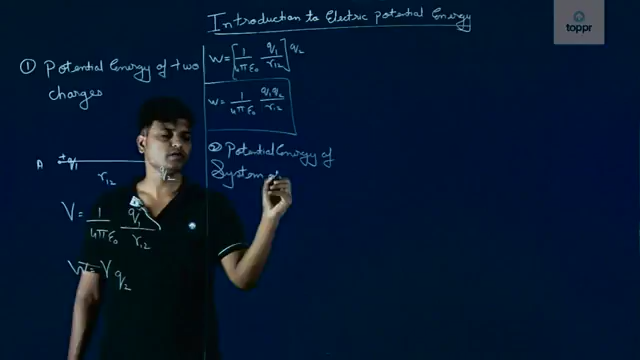 Introduction to Electric potential Energy
toppr
① Potential Energy of two
charges
A +q₁
r₁₂
q₂
V = 1/4πε₀ q₁/r₁₂
W = V q₂
W = [1/4πε₀ q₁/r₁₂] q₂
W = 1/4πε₀ q₁q₂/r₁₂
② Potential Energy of
System